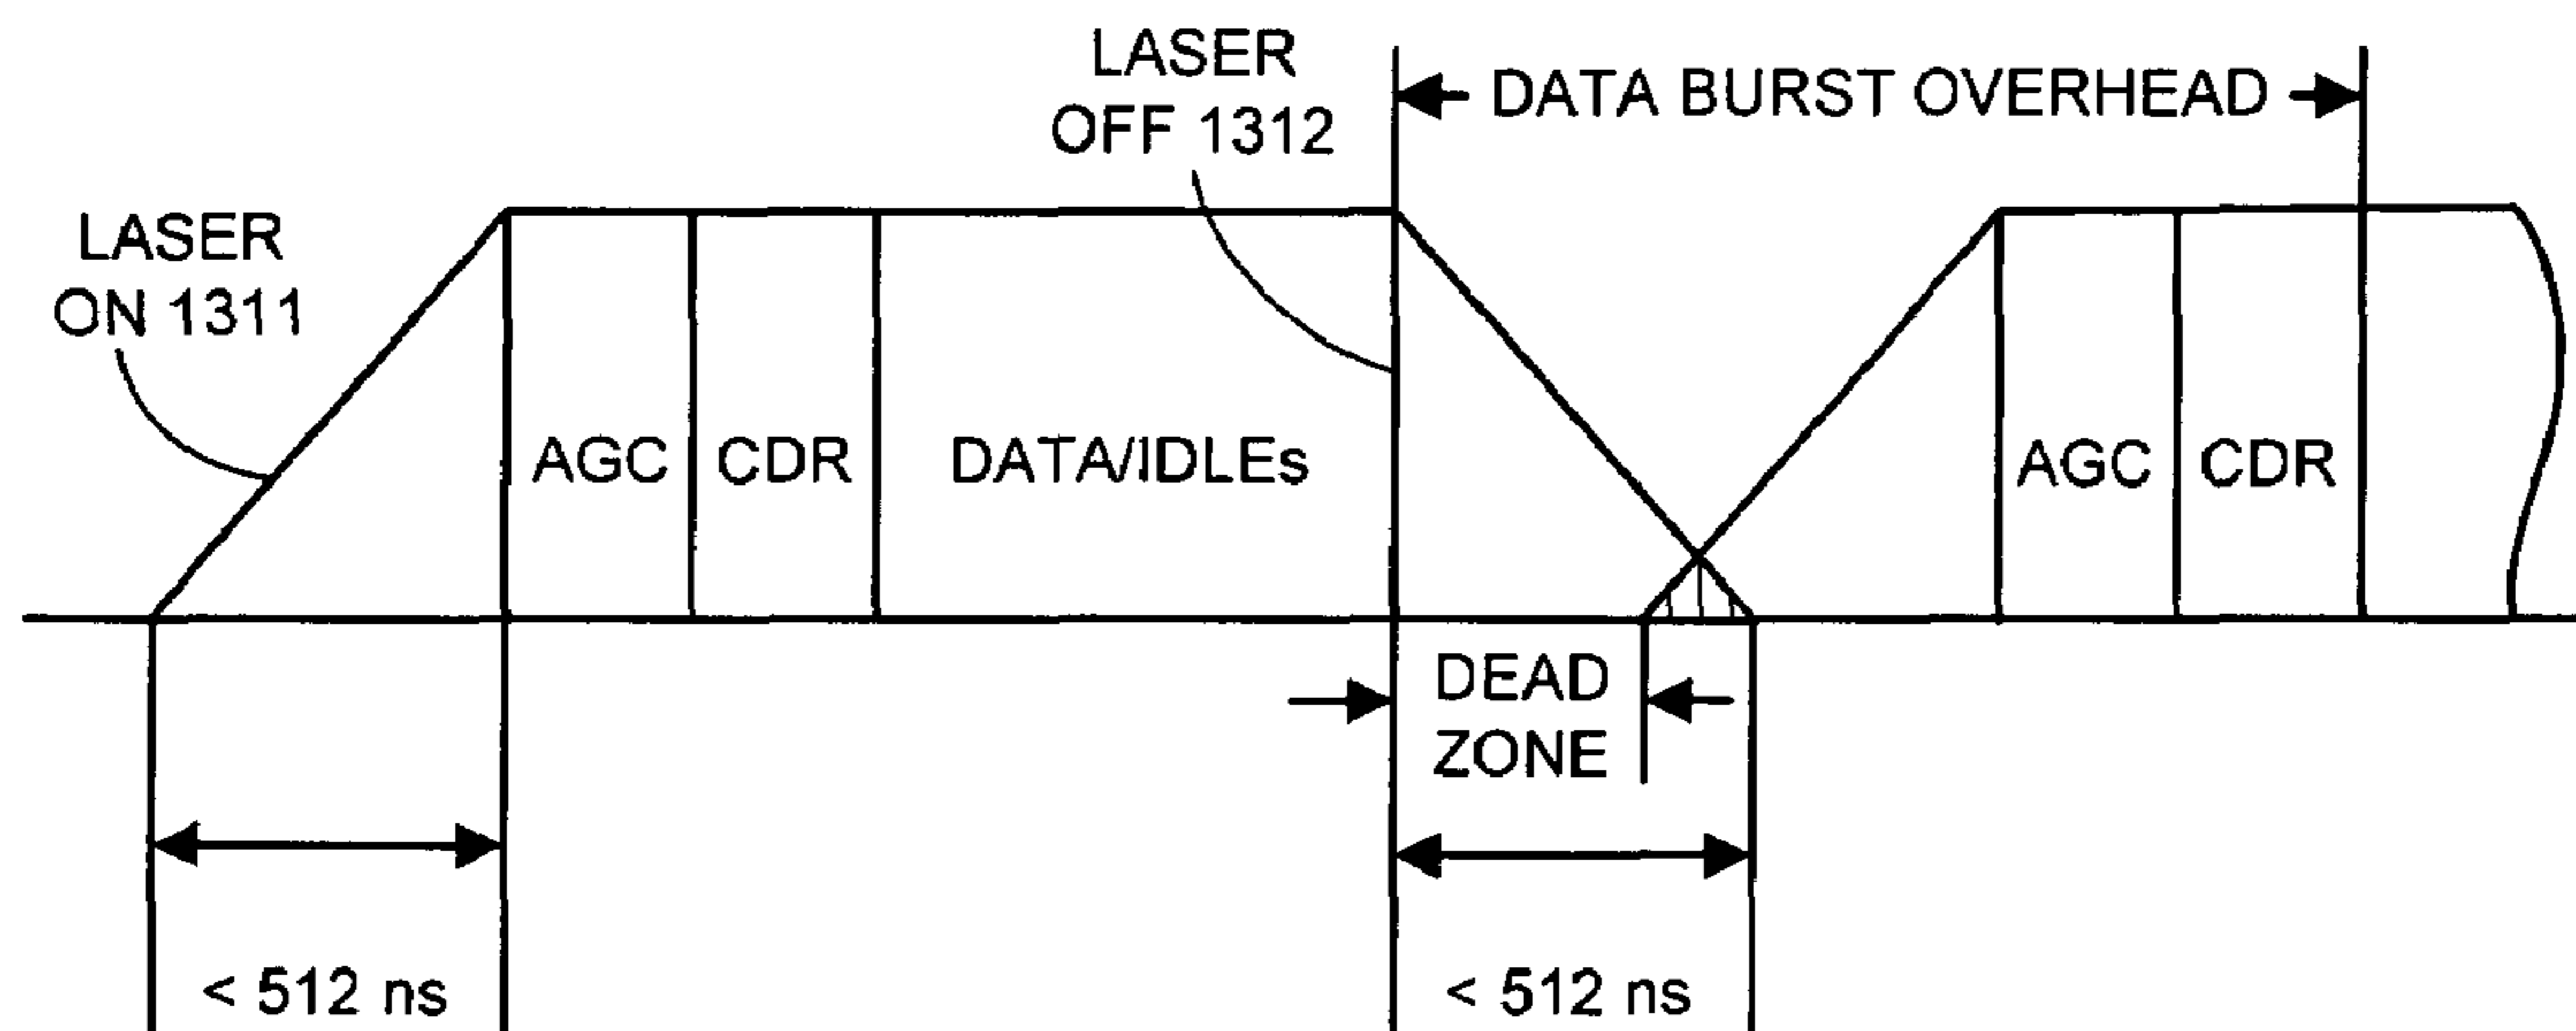 LASER
OFF 1312
DATA BURST OVERHEAD
LASER
ON 1311
AGC
CDR
DATA/IDLEs
AGC
CDR
DEAD
ZONE
< 512 ns
< 512 ns